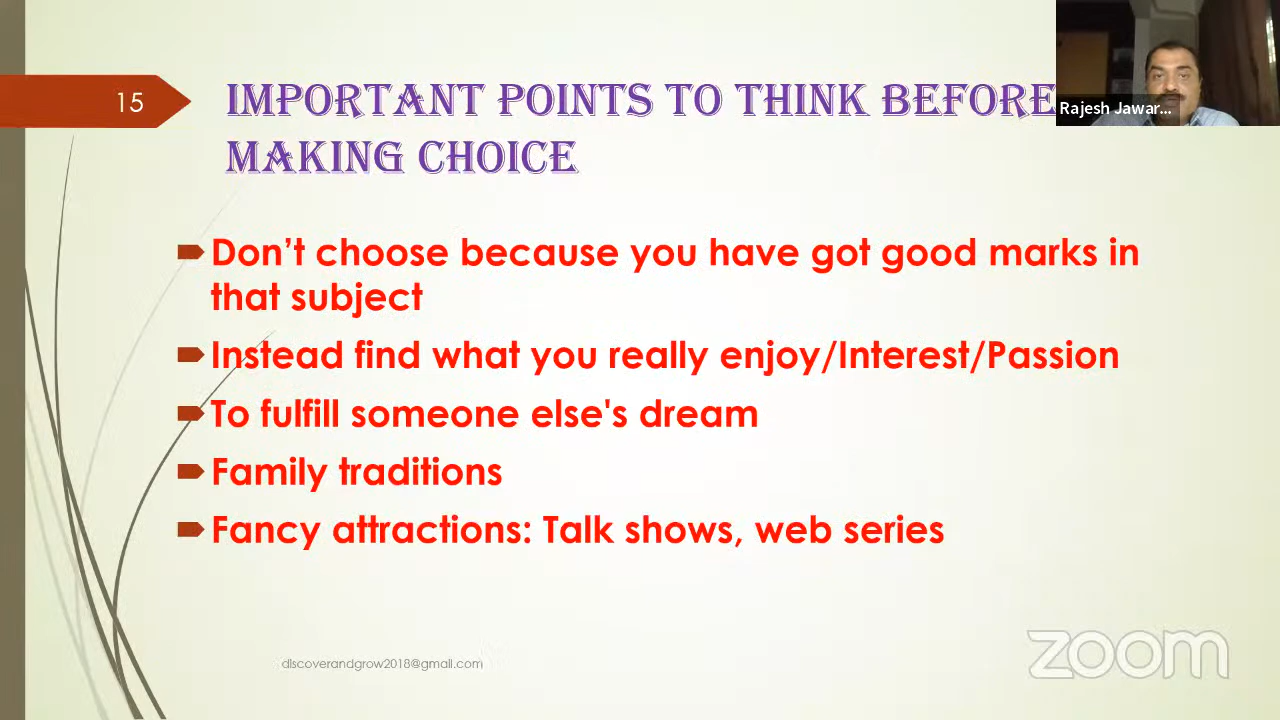 15
IMPORTANT POINTS TO THINK BEFORE
MAKING CHOICE
Rajesh Jawar...
Don't choose because you have got good marks in
that subject
Instead find what you really enjoy/Interest/Passion
To fulfill someone else's dream
Family traditions
Fancy attractions: Talk shows, web series
discoverandgrow2018@gmail.com
zoom